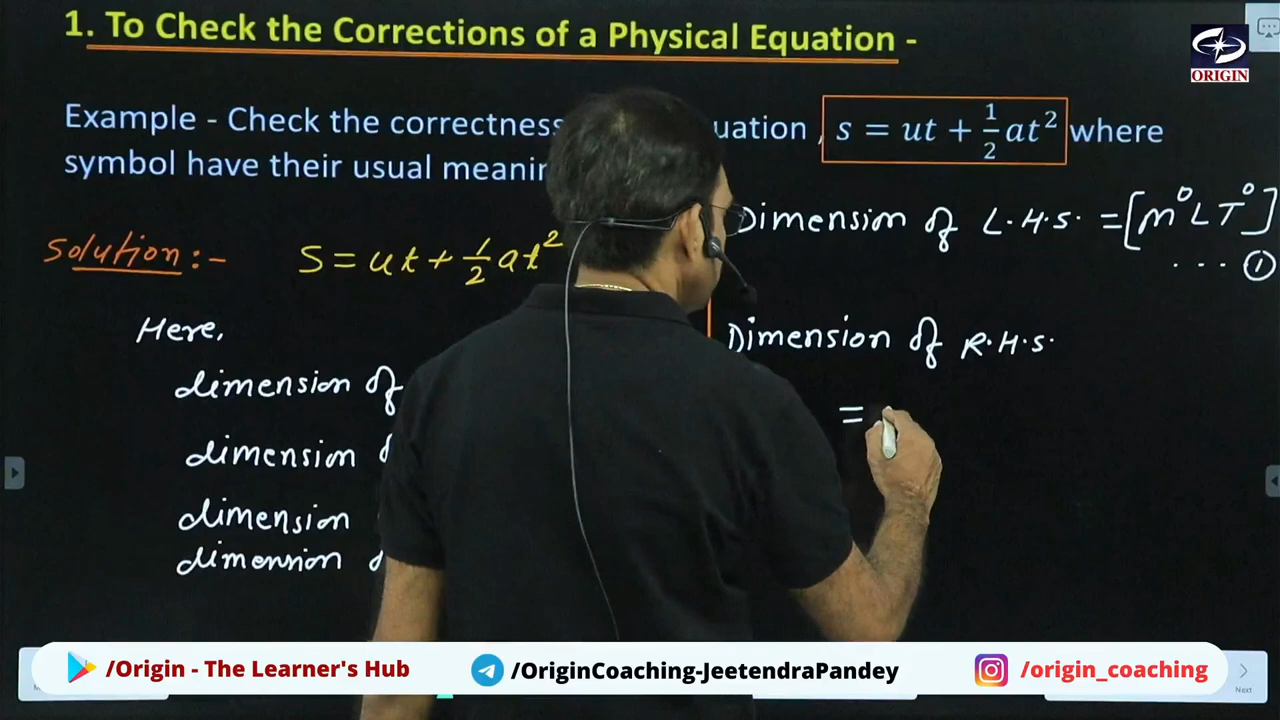 1. To Check the Corrections of a Physical Equation -
ORIGIN
Example - Check the correctness uation , s = ut + 1/2 at² where
symbol have their usual meanin
Dimension of L.H.S. = [M⁰LT⁰]
... ①
Solution :- S = ut + 1/2 at²
Here,
Dimension of R.H.S.
dimension of
=
dimension
dimension
dimension
/Origin - The Learner's Hub
/OriginCoaching-JeetendraPandey
/origin_coaching
Next